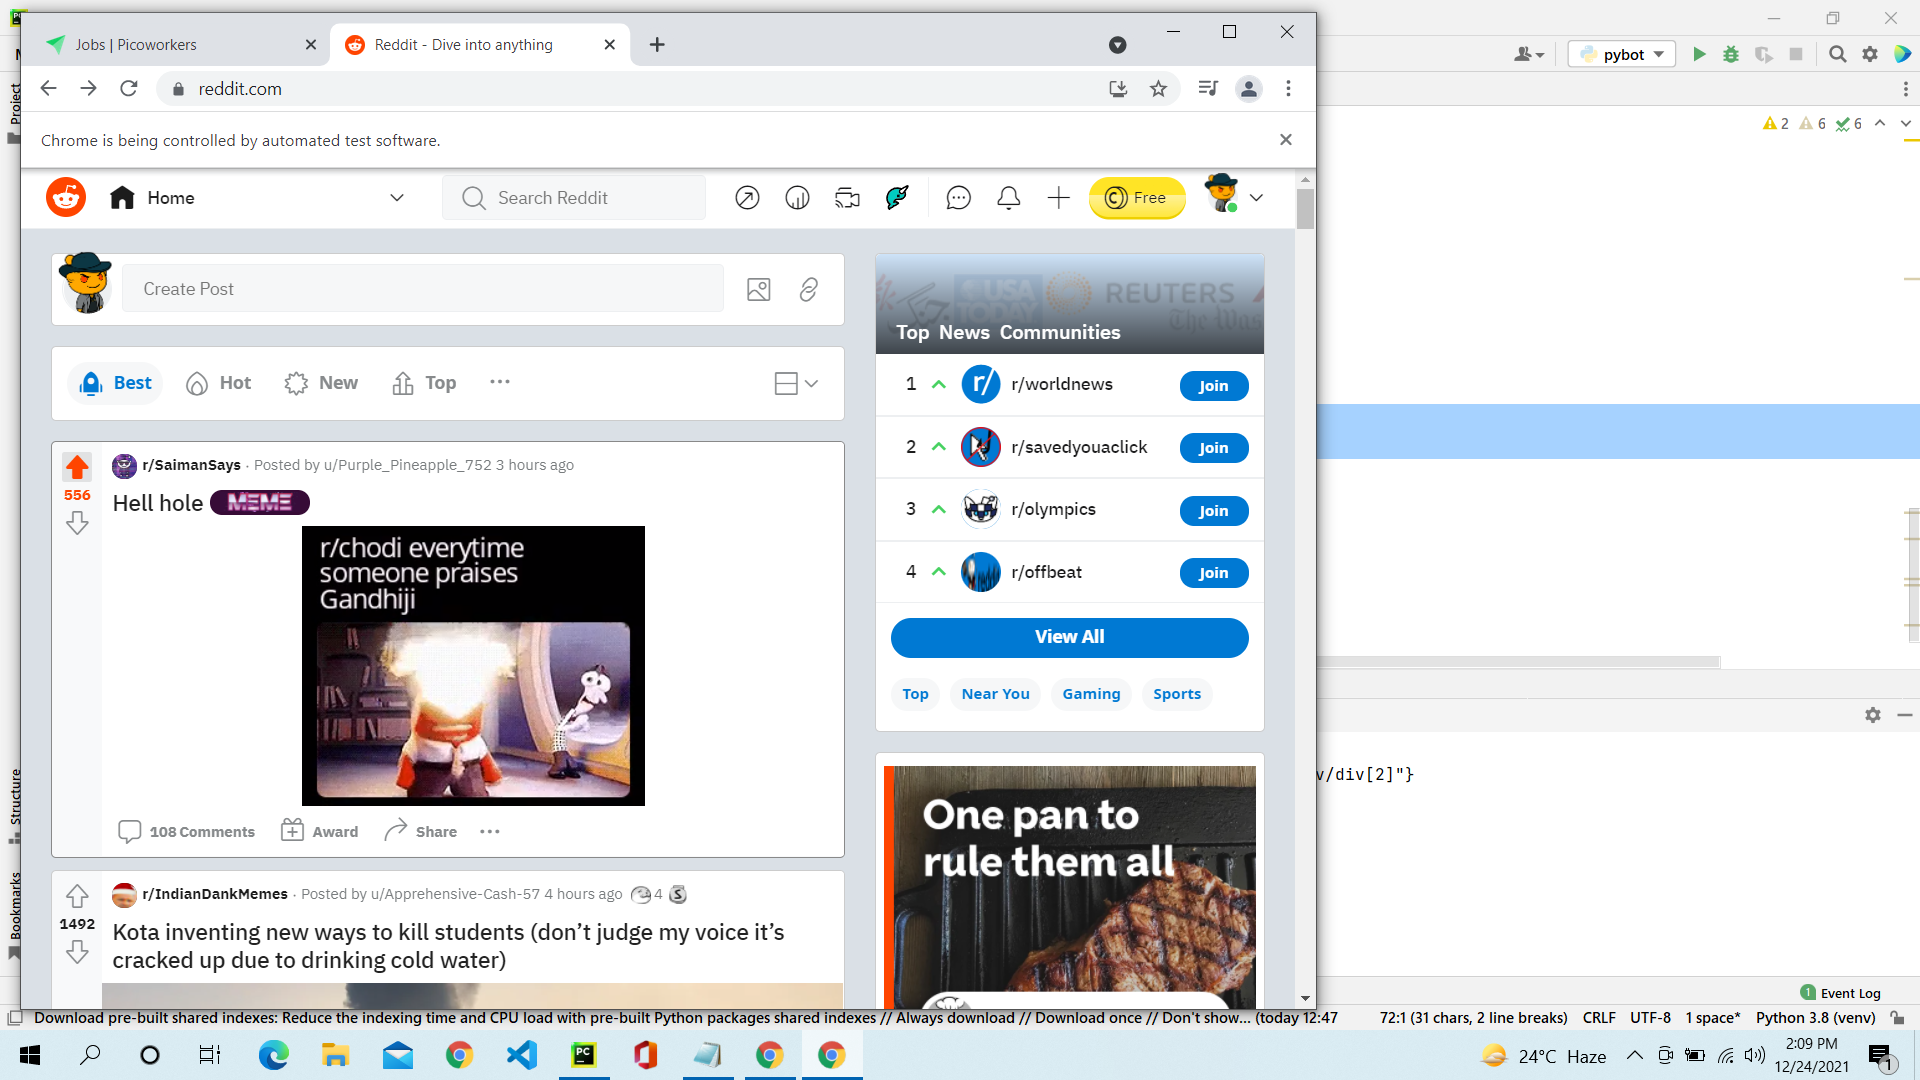 Jobs | Picoworkers
Reddit - Dive into anything
reddit.com
Chrome is being controlled by automated test software.
pybot
2
6
6
Project
Home
Search Reddit
Free
Create Post
USA TODAY
REUTERS
Top News Communities
Best
Hot
New
Top
1
r/
r/worldnews
Join
2
r/savedyouaclick
Join
3
r/olympics
Join
4
r/offbeat
Join
View All
Top
Near You
Gaming
Sports
556
r/SaimanSays · Posted by u/Purple_Pineapple_752 3 hours ago
Hell hole MEME
r/chodi everytime
someone praises
Gandhiji
108 Comments
Award
Share
1492
r/IndianDankMemes · Posted by u/Apprehensive-Cash-57 4 hours ago
4
S
Kota inventing new ways to kill students (don’t judge my voice it’s
cracked up due to drinking cold water)
One pan to
rule them all
v/div[2]"}
Structure
Bookmarks
1 Event Log
Download pre-built shared indexes: Reduce the indexing time and CPU load with pre-built Python packages shared indexes // Always download // Download once // Don't show... (today 12:47
72:1 (31 chars, 2 line breaks)
CRLF
UTF-8
1 space*
Python 3.8 (venv)
PC
24°C Haze
2:09 PM
12/24/2021
1